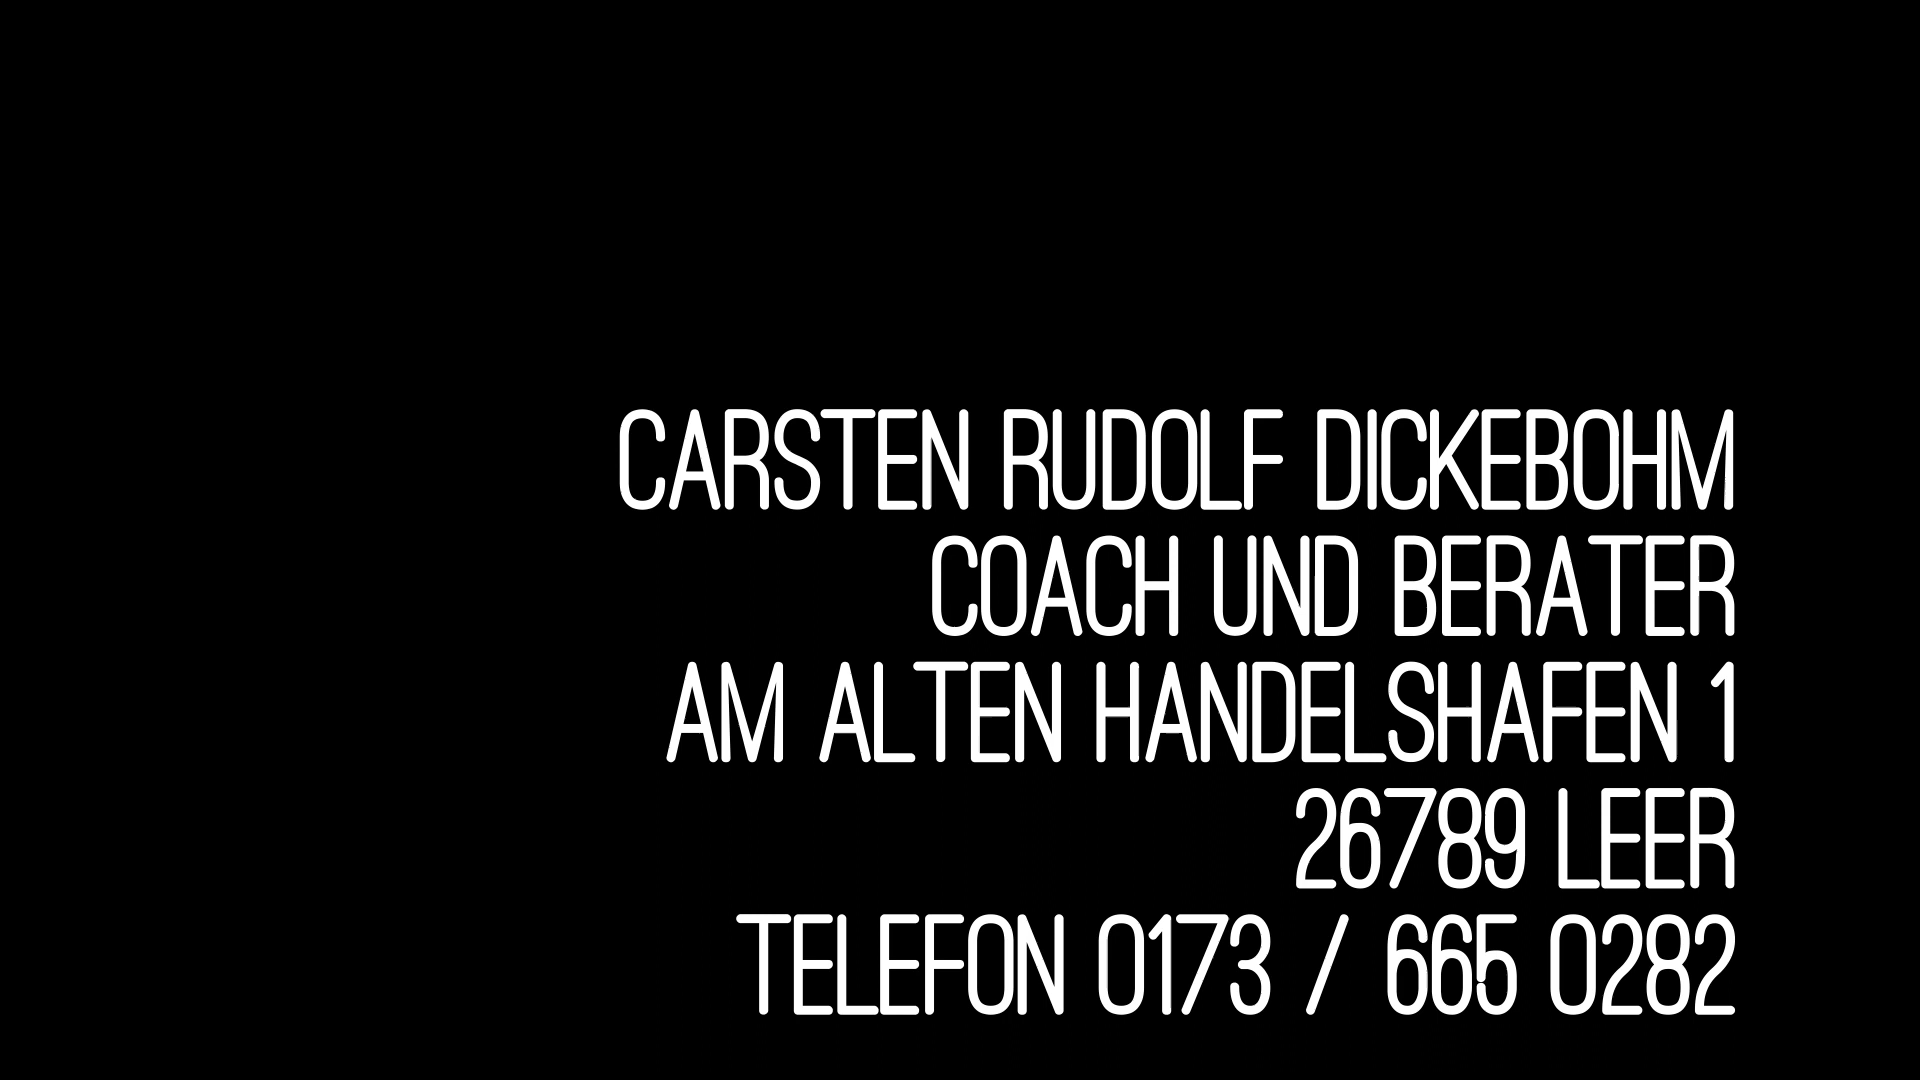 CARSTEN RUDOLF DICKEBOHM
COACH UND BERATER
AM ALTEN HANDELSHAFEN 1
26789 LEER
TELEFON 0173 / 665 0282